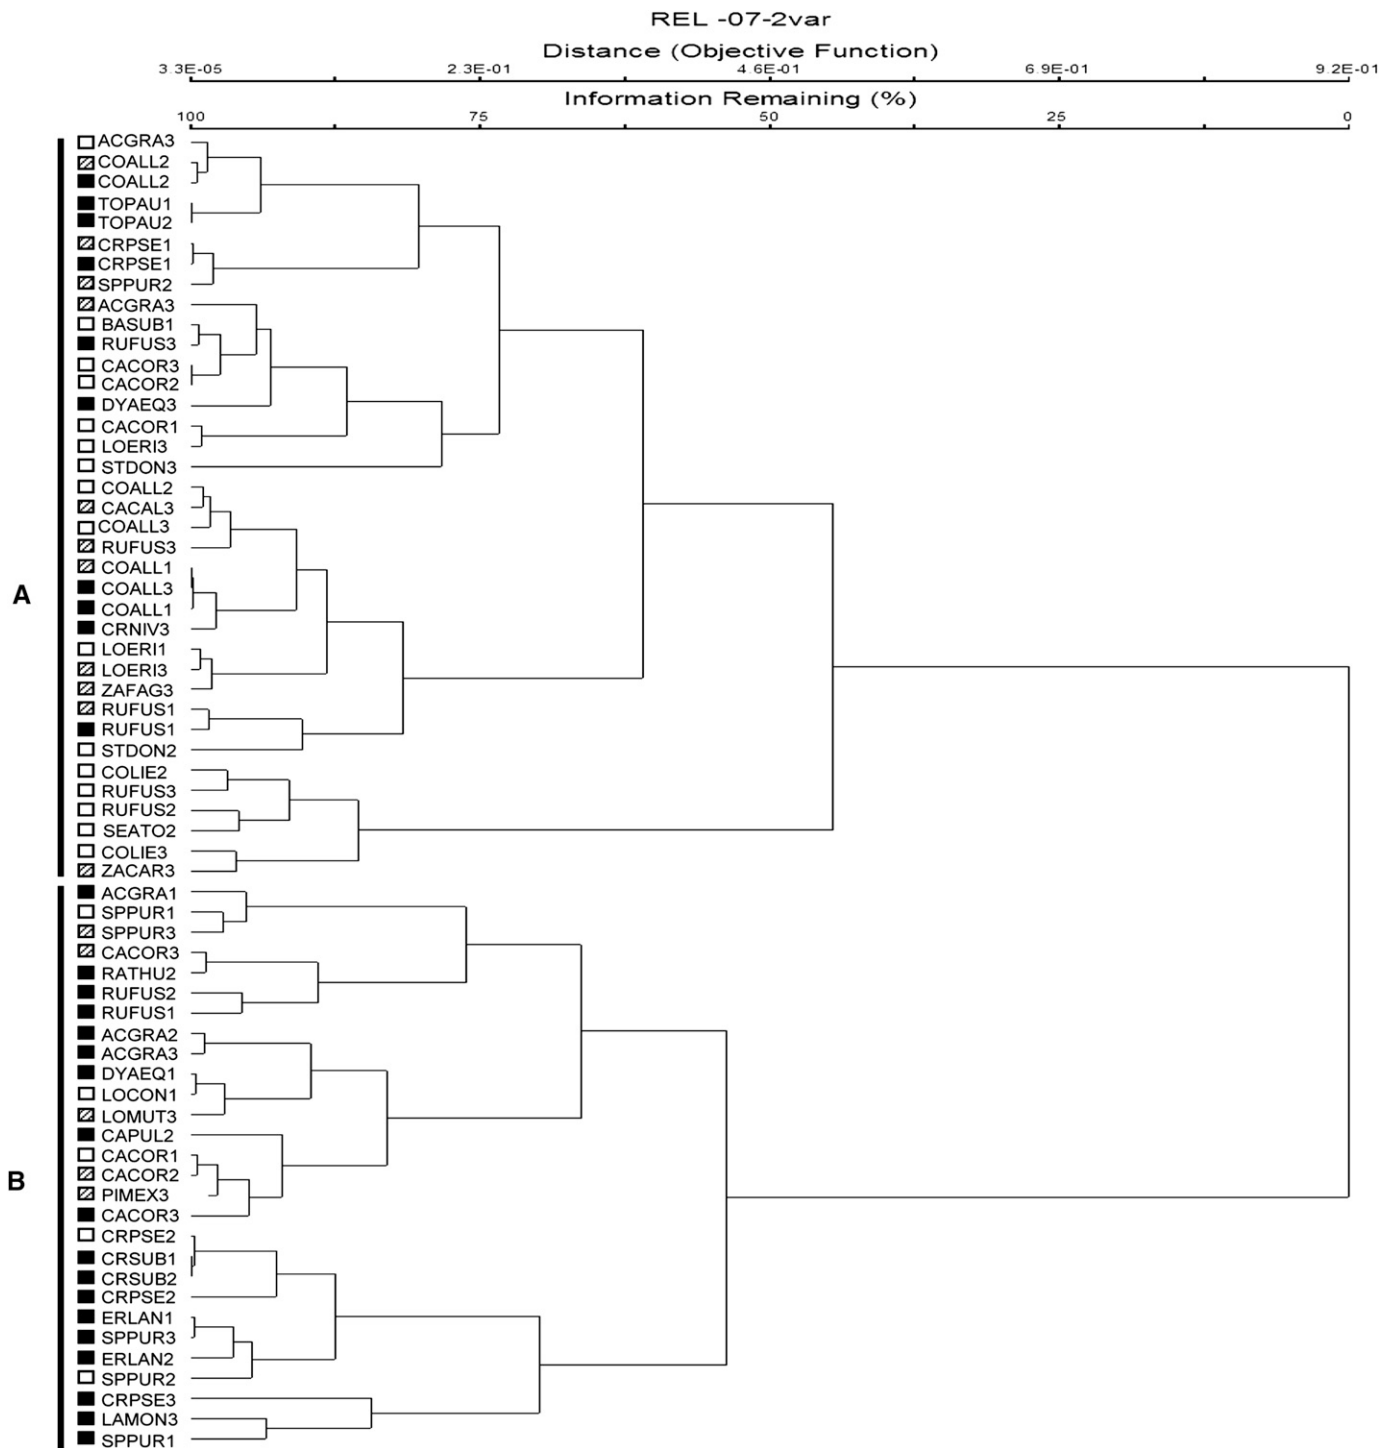 REL -07-2var
Distance (Objective Function)
3.3E-05 2.3E-01 4.6E-01 6.9E-01 9.2E-01
Information Remaining (%)
100 75 50 25 0
ACGRA3
COALL2
COALL2
TOPAU1
TOPAU2
CRPSE1
CRPSE1
SPPUR2
ACGRA3
BASUB1
RUFUS3
CACOR3
CACOR2
DYAEQ3
CACOR1
LOERI3
STDON3
COALL2
CACAL3
COALL3
RUFUS3
COALL1
A
COALL3
COALL1
CRNIV3
LOERI1
LOERI3
ZAFAG3
RUFUS1
RUFUS1
STDON2
COLIE2
RUFUS3
RUFUS2
SEATO2
COLIE3
ZACAR3
ACGRA1
SPPUR1
SPPUR3
CACOR3
RATHU2
RUFUS2
RUFUS1
ACGRA2
ACGRA3
DYAEQ1
LOCON1
LOMUT3
CAPUL2
CACOR1
CACOR2
B
PIMEX3
CACOR3
CRPSE2
CRSUB1
CRSUB2
CRPSE2
ERLAN1
SPPUR3
ERLAN2
SPPUR2
CRPSE3
LAMON3
SPPUR1